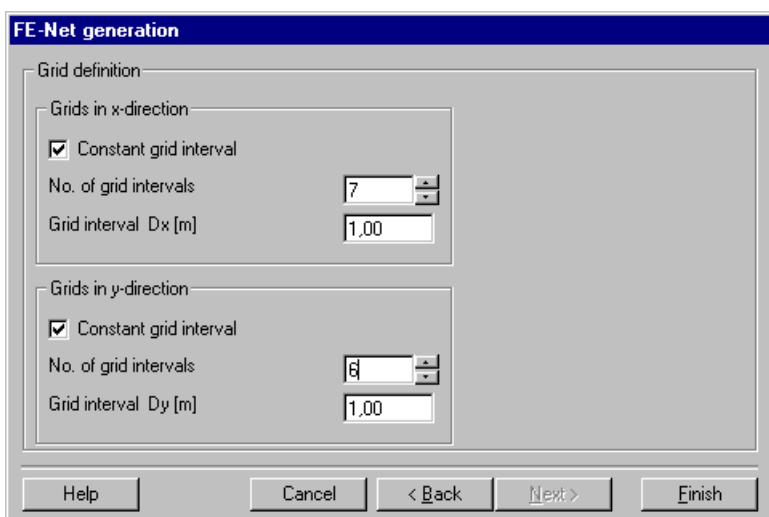 FE-Net generation
Grid definition
Grids in x-direction
Constant grid interval
No. of grid intervals 7
Grid interval Dx [m] 1,00
Grids in y-direction
Constant grid interval
No. of grid intervals 6
Grid interval Dy [m] 1,00
Help Cancel < Back Next > Finish